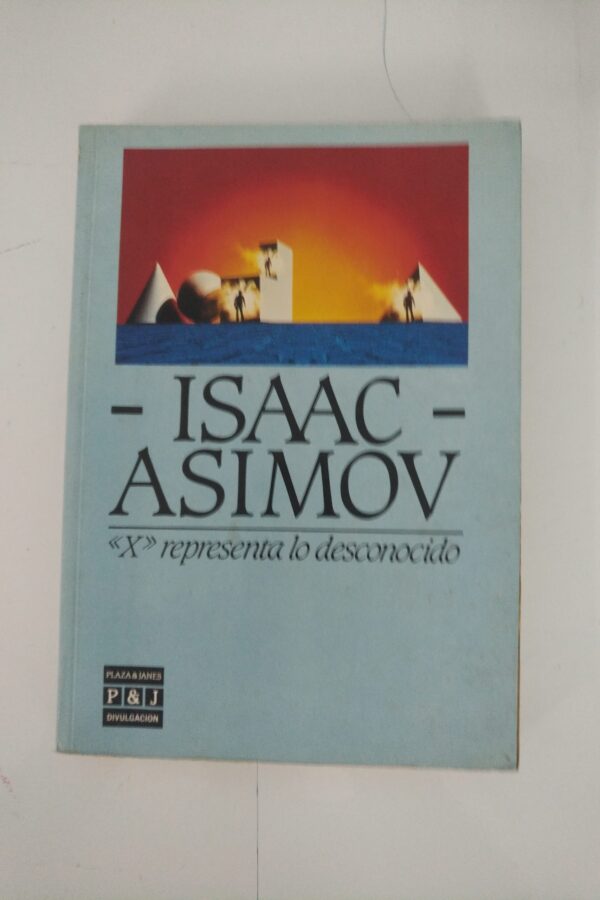 - ISAAC -
ASIMOV
«X» representa lo desconocido
PLAZA & JANES
P & J
DIVULGACION